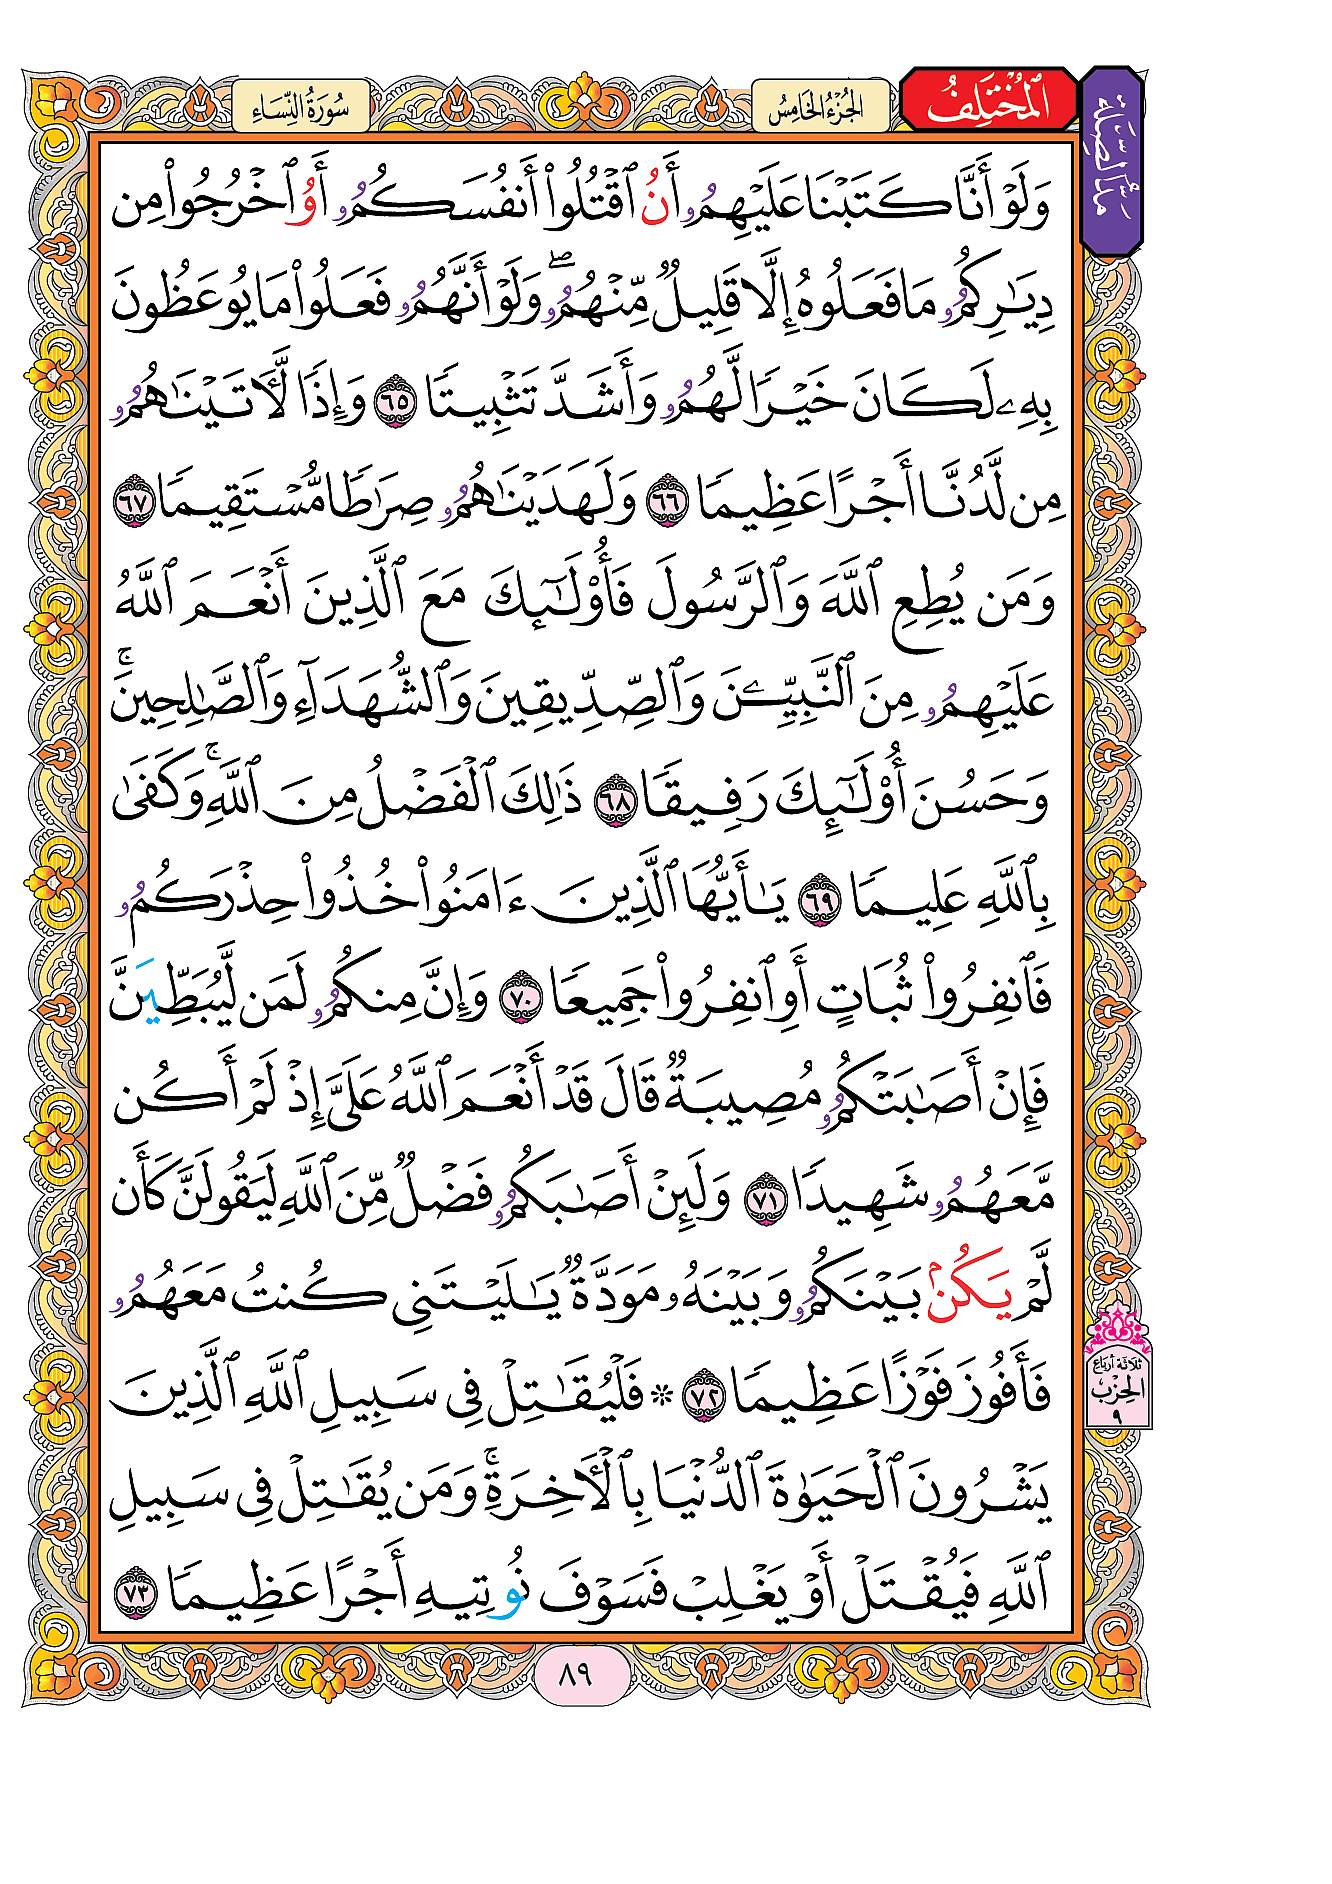 سُورَةُ النِّسَاءِ
الجُزْءُ الخَامِسُ
المُخْتَلِفُ
مَدُّ الصِّلَة
وَلَوْ أَنَّا كَتَبْنَا عَلَيْهِمُۥ أَنُ ٱقْتُلُوا۟ أَنفُسَكُمُۥ أَوُ ٱخْرُجُوا۟ مِن
دِيَـٰرِكُمُۥ مَا فَعَلُوهُ إِلَّا قَلِيلٌ مِّنْهُمُۥ ۖ وَلَوْ أَنَّهُمُۥ فَعَلُوا۟ مَا يُوعَظُونَ
بِهِۦ لَكَانَ خَيْرًا لَّهُمُۥ وَأَشَدَّ تَثْبِيتًا ٦٥ وَإِذًا لَّأَتَيْنَـٰهُمُۥ
مِن لَّدُنَّا أَجْرًا عَظِيمًا ٦٦ وَلَهَدَيْنَـٰهُمُۥ صِرَٰطًا مُّسْتَقِيمًا ٦٧
وَمَن يُطِعِ ٱللَّهَ وَٱلرَّسُولَ فَأُو۟لَـٰٓئِكَ مَعَ ٱلَّذِينَ أَنْعَمَ ٱللَّهُ
عَلَيْهِمُۥ مِنَ ٱلنَّبِيِّـۧنَ وَٱلصِّدِّيقِينَ وَٱلشُّهَدَآءِ وَٱلصَّـٰلِحِينَ ۚ
وَحَسُنَ أُو۟لَـٰٓئِكَ رَفِيقًا ٦٨ ذَٰلِكَ ٱلْفَضْلُ مِنَ ٱللَّهِ ۚ وَكَفَىٰ
بِٱللَّهِ عَلِيمًا ٦٩ يَـٰأَيُّهَا ٱلَّذِينَ ءَامَنُوا۟ خُذُوا۟ حِذْرَكُمُۥ
فَٱنفِرُوا۟ ثُبَاتٍ أَوِ ٱنفِرُوا۟ جَمِيعًا ٧٠ وَإِنَّ مِنكُمُۥ لَمَن لَّيُبَطِّيَنَّ
فَإِنْ أَصَـٰبَتْكُمُۥ مُصِيبَةٌ قَالَ قَدْ أَنْعَمَ ٱللَّهُ عَلَىَّ إِذْ لَمْ أَكُن
مَّعَهُمُۥ شَهِيدًا ٧١ وَلَئِنْ أَصَـٰبَكُمُۥ فَضْلٌ مِّنَ ٱللَّهِ لَيَقُولَنَّ كَأَن
لَّمْ يَكُنۢ بَيْنَكُمُۥ وَبَيْنَهُۥ مَوَدَّةٌ يَـٰلَيْتَنِى كُنتُ مَعَهُمُۥ
فَأَفُوزَ فَوْزًا عَظِيمًا ٧٢ ۞ فَلْيُقَـٰتِلْ فِى سَبِيلِ ٱللَّهِ ٱلَّذِينَ
يَشْرُونَ ٱلْحَيَوٰةَ ٱلدُّنْيَا بِٱلْأَخِرَةِ ۚ وَمَن يُقَـٰتِلْ فِى سَبِيلِ
ٱللَّهِ فَيُقْتَلْ أَوْ يَغْلِبْ فَسَوْفَ نُوتِيهِ أَجْرًا عَظِيمًا ٧٣
ثلاثة أرباع
الحِزْب
٩
٨٩